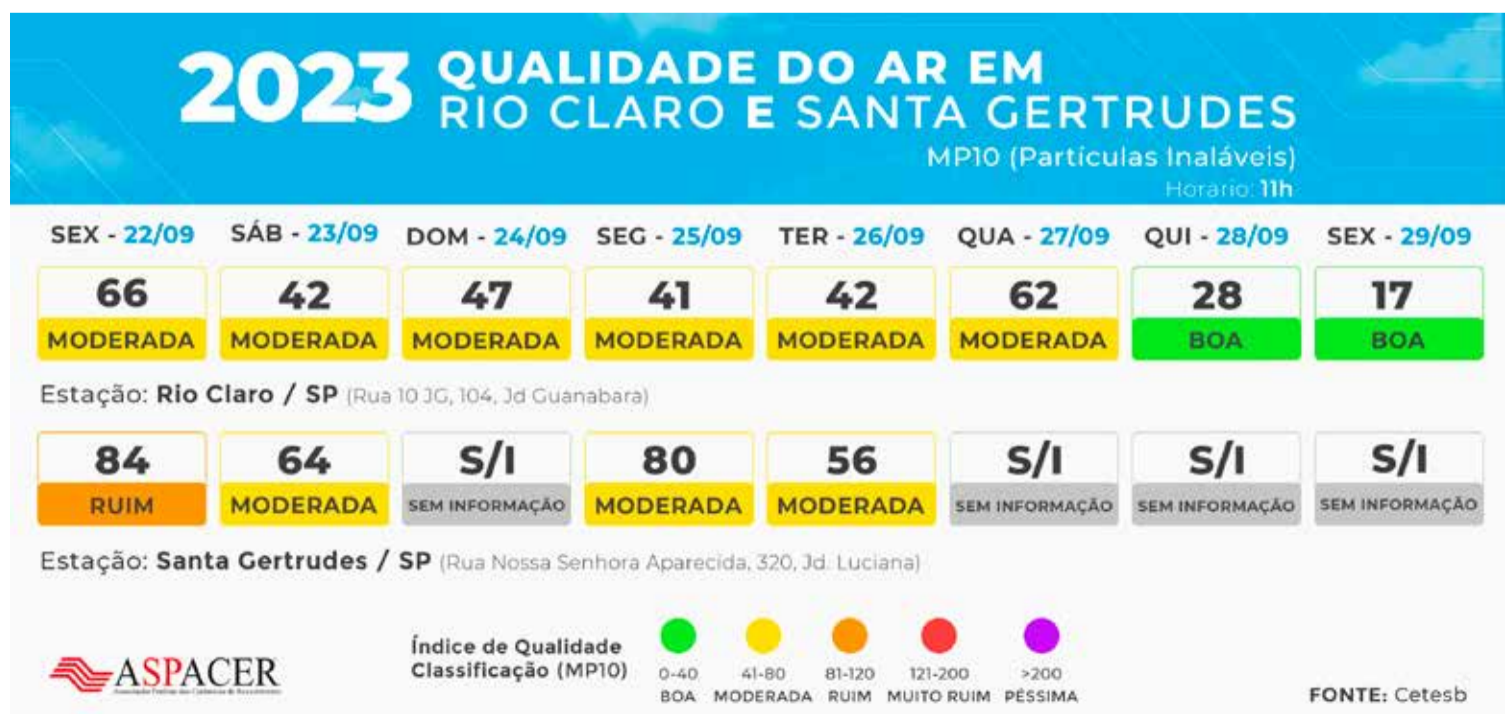 2023 QUALIDADE DO AR EM
RIO CLARO E SANTA GERTRUDES
MP10 (Partículas Inaláveis)
Horário: 11h
SEX - 22/09 SÁB - 23/09 DOM - 24/09 SEG - 25/09 TER - 26/09 QUA - 27/09 QUI - 28/09 SEX - 29/09
66 42 47 41 42 62 28 17
MODERADA MODERADA MODERADA MODERADA MODERADA MODERADA BOA BOA
Estação: Rio Claro / SP (Rua 10 JG, 104, Jd Guanabara)
84 64 S/I 80 56 S/I S/I S/I
RUIM MODERADA SEM INFORMAÇÃO MODERADA MODERADA SEM INFORMAÇÃO SEM INFORMAÇÃO SEM INFORMAÇÃO
Estação: Santa Gertrudes / SP (Rua Nossa Senhora Aparecida, 320, Jd. Luciana)
ASPACER
Índice de Qualidade
Classificação (MP10)
0-40 41-80 81-120 121-200 >200
BOA MODERADA RUIM MUITO RUIM PÉSSIMA
FONTE: Cetesb